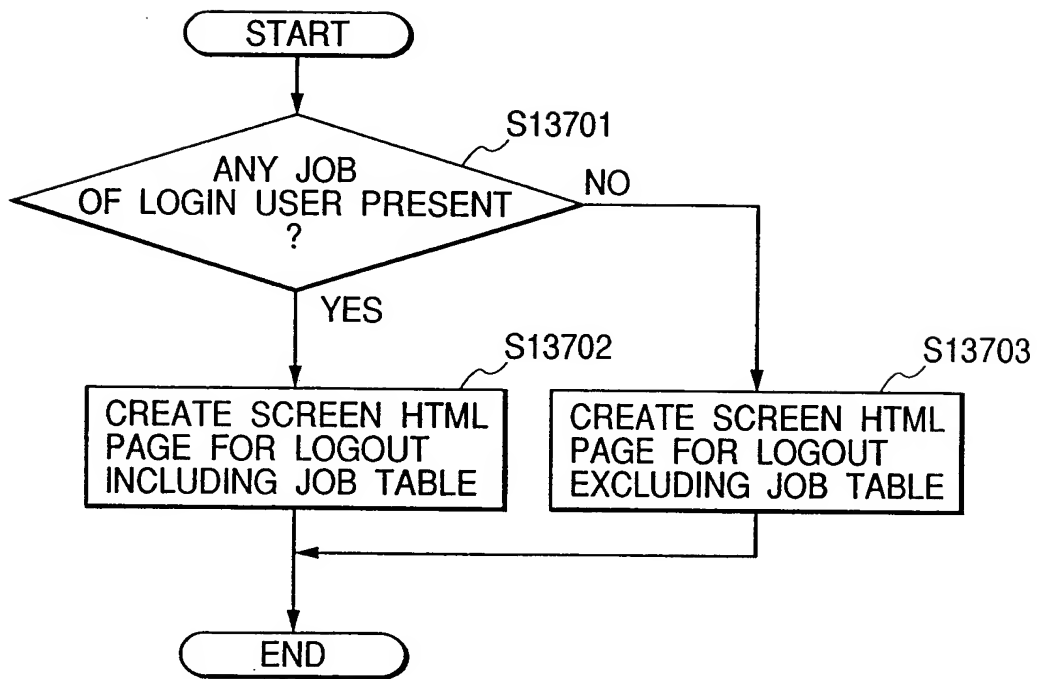 START
S13701
ANY JOB
OF LOGIN USER PRESENT
?
NO
YES
S13702
CREATE SCREEN HTML
PAGE FOR LOGOUT
INCLUDING JOB TABLE
S13703
CREATE SCREEN HTML
PAGE FOR LOGOUT
EXCLUDING JOB TABLE
END